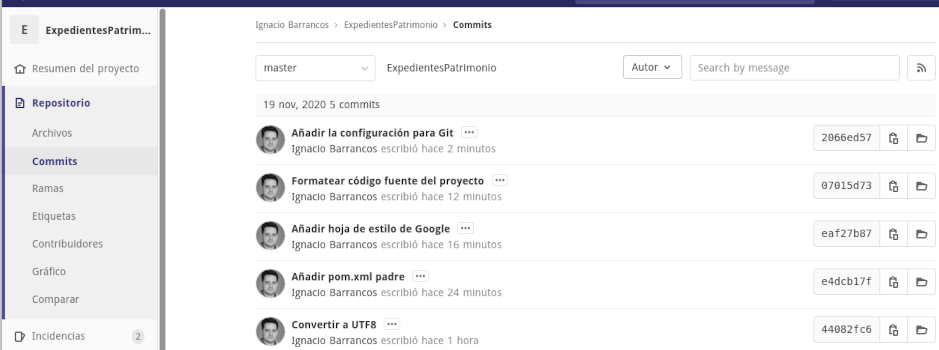 E
ExpedientesPatrim...
Resumen del proyecto
Repositorio
Archivos
Commits
Ramas
Etiquetas
Contribuidores
Gráfico
Comparar
Incidencias 2
Ignacio Barrancos › ExpedientesPatrimonio › Commits
master ExpedientesPatrimonio Autor Search by message
19 nov, 2020 5 commits
Añadir la configuración para Git ...
Ignacio Barrancos escribió hace 2 minutos
2066ed57
Formatear código fuente del proyecto ...
Ignacio Barrancos escribió hace 12 minutos
07015d73
Añadir hoja de estilo de Google ...
Ignacio Barrancos escribió hace 16 minutos
eaf27b87
Añadir pom.xml padre ...
Ignacio Barrancos escribió hace 24 minutos
e4dcb17f
Convertir a UTF8 ...
Ignacio Barrancos escribió hace 1 hora
44082fc6